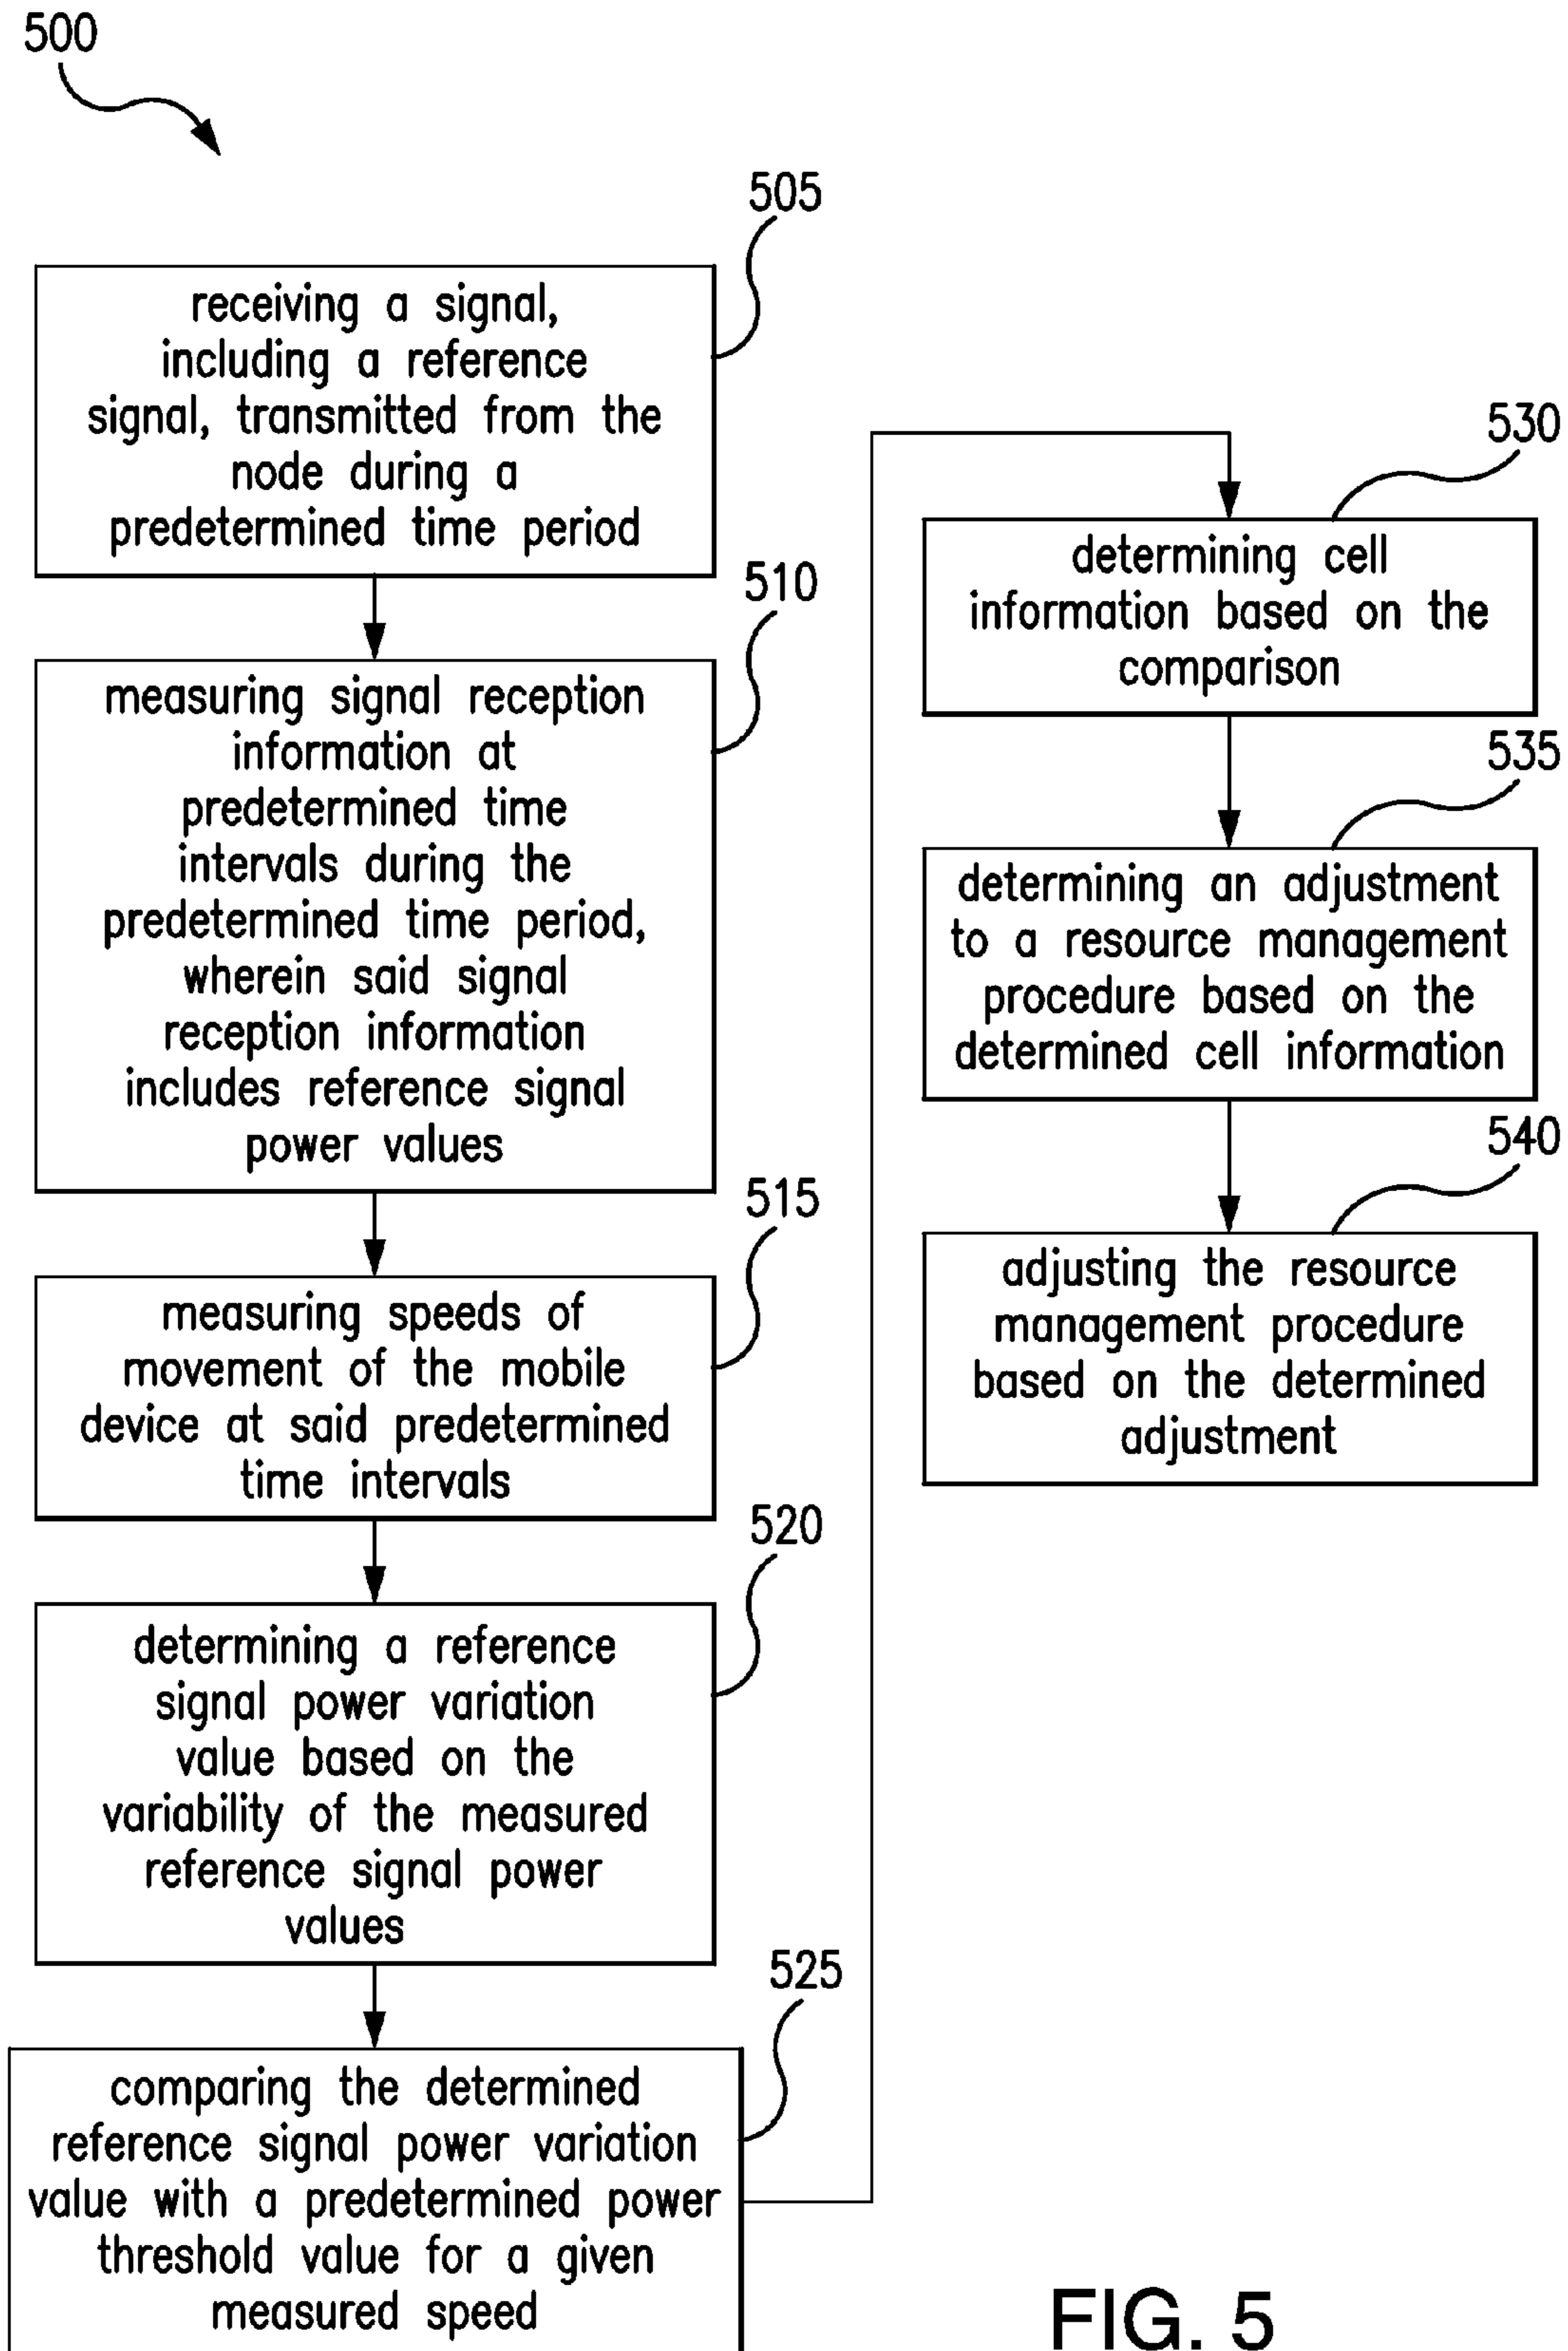 500
505
receiving a signal,
including a reference
signal, transmitted from the
node during a
predetermined time period
510
measuring signal reception
information at
predetermined time
intervals during the
predetermined time period,
wherein said signal
reception information
includes reference signal
power values
515
measuring speeds of
movement of the mobile
device at said predetermined
time intervals
520
determining a reference
signal power variation
value based on the
variability of the measured
reference signal power
values
525
comparing the determined
reference signal power variation
value with a predetermined power
threshold value for a given
measured speed
530
determining cell
information based on the
comparison
535
determining an adjustment
to a resource management
procedure based on the
determined cell information
540
adjusting the resource
management procedure
based on the determined
adjustment
FIG. 5